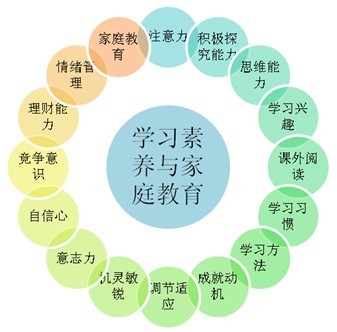 学习素
养与家
庭教育
注意力
积极探
究能力
思维能
力
学习兴
趣
课外阅
读
学习习
惯
学习方
法
成就动
机
调节适
应
机灵敏
锐
意志力
自信心
竞争意
识
理财能
力
情绪管
理
家庭教
育